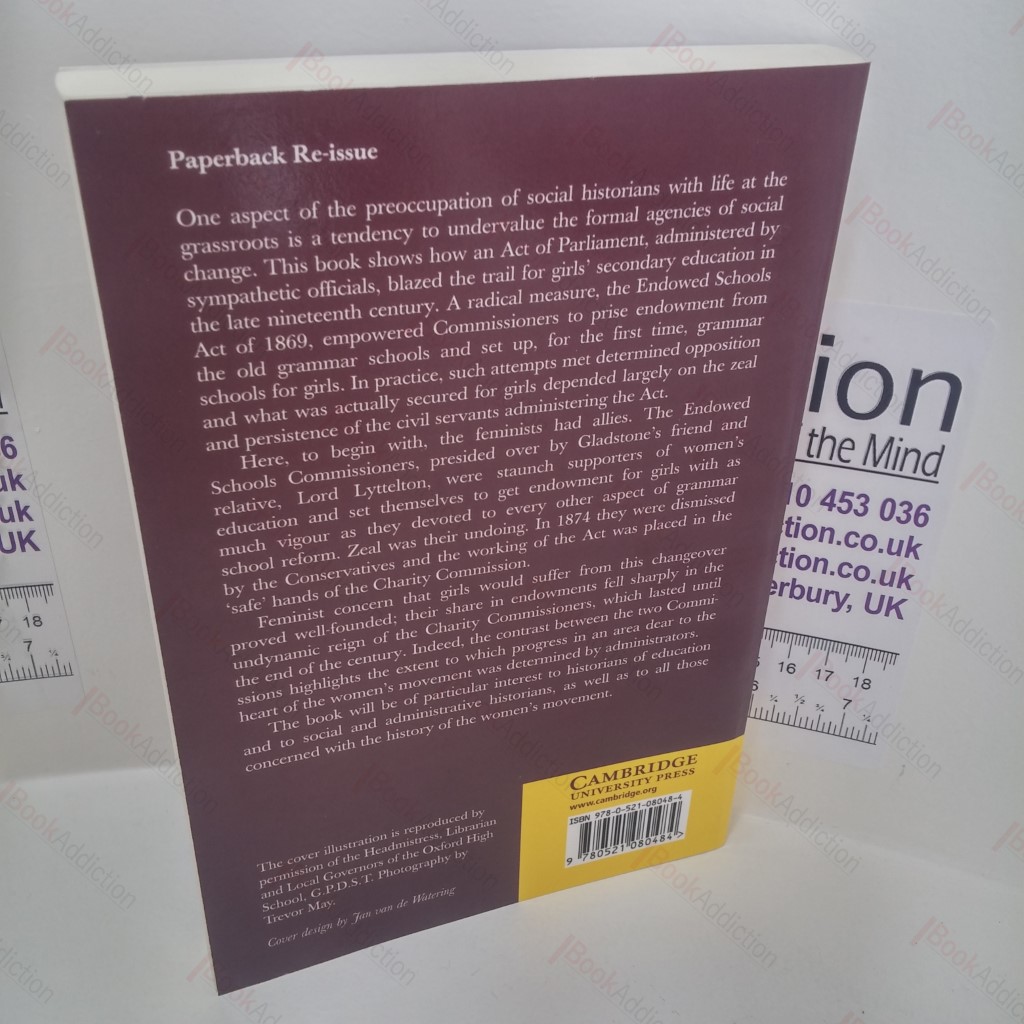 Paperback Re-issue
One aspect of the preoccupation of social historians with life at the
grassroots is a tendency to undervalue the formal agencies of social
change. This book shows how an Act of Parliament, administered by
sympathetic officials, blazed the trail for girls' secondary education in
the late nineteenth century. A radical measure, the Endowed Schools
Act of 1869, empowered Commissioners to prise endowment from
the old grammar schools and set up, for the first time, grammar
schools for girls. In practice, such attempts met determined opposition
and what was actually secured for girls depended largely on the zeal
and persistence of the civil servants administering the Act.
Here, to begin with, the feminists had allies. The Endowed
Schools Commissioners, presided over by Gladstone's friend and
relative, Lord Lyttelton, were staunch supporters of women's
education and set themselves to get endowment for girls with as
much vigour as they devoted to every other aspect of grammar
school reform. Zeal was their undoing. In 1874 they were dismissed
by the Conservatives and the working of the Act was placed in the
'safe' hands of the Charity Commission.
Feminist concern that girls would suffer from this changeover
proved well-founded; their share in endowments fell sharply in the
undynamic reign of the Charity Commissioners, which lasted until
the end of the century. Indeed, the contrast between the two Commi-
ssions highlights the extent to which progress in an area dear to the
heart of the women's movement was determined by administrators.
The book will be of particular interest to historians of education
and to social and administrative historians, as well as to all those
concerned with the history of the women's movement.
The cover illustration is reproduced by
permission of the Headmistress, Librarian
and Local Governors of the Oxford High
School, G.P.D.S.T. Photography by
Trevor May.
Cover design by Jan van de Watering
CAMBRIDGE
UNIVERSITY PRESS
www.cambridge.org
ISBN 978-0-521-08048-4
9 780521 080484
ion
the Mind
10 453 036
tion.co.uk
tion.co.uk
erbury, UK
16 17 18
7
6
uk
uk
UK
18
7
BookAddiction